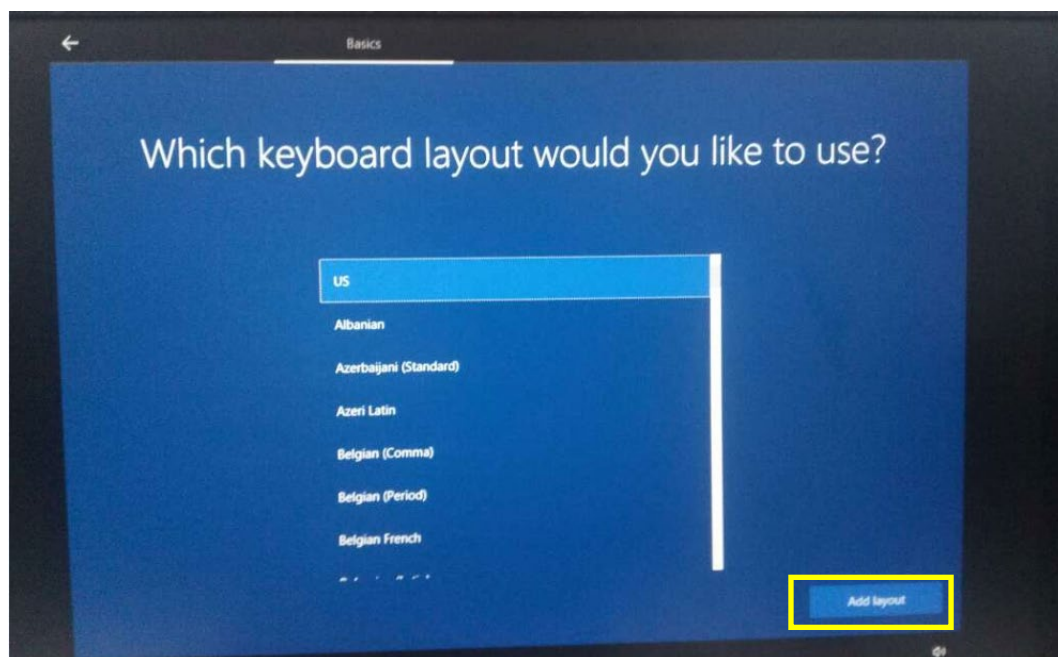 Basics
Which keyboard layout would you like to use?
US
Albanian
Azerbaijani (Standard)
Azeri Latin
Belgian (Comma)
Belgian (Period)
Belgian French
Add layout